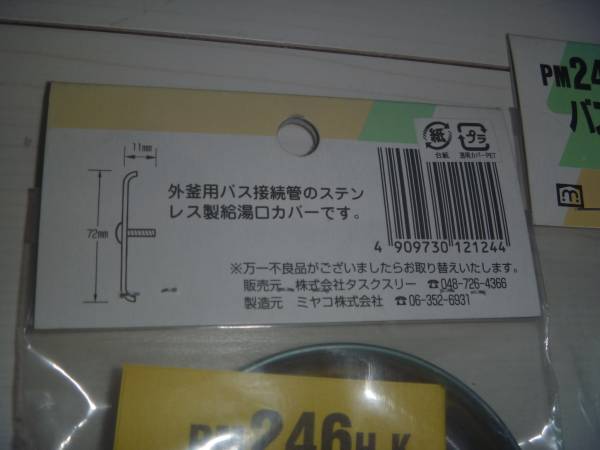 11mm
72mm
外釜用バス接続管のステン
レス製給湯口カバーです。
紙
台紙
プラ
透明カバー:PET
4 909730 121244
※万一不良品がございましたらお取り替えいたします。
販売元 株式会社タスクスリー ☎048-726-4366
製造元 ミヤコ株式会社 ☎06-352-6931
PM246H-K
PM24
バス
m